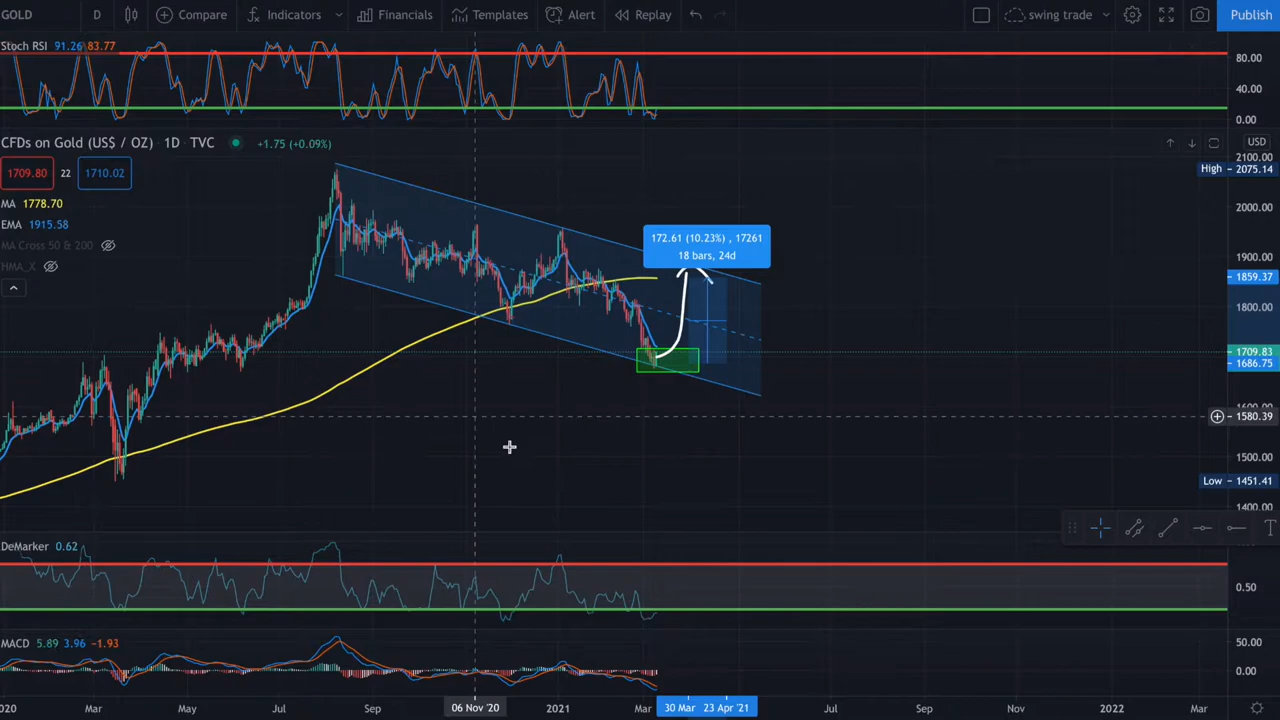 GOLD D Compare Indicators Financials Templates Alert Replay swing trade Publish
Stoch RSI 91.26 83.77
80.00
40.00
0.00
CFDs on Gold (US$ / OZ) 1D TVC +1.75 (+0.09%)
USD
1709.80 22 1710.02
MA 1778.70
EMA 1915.58
MA Cross 50 & 200
HMA_X
172.61 (10.23%) , 17261
18 bars, 24d
2100.00
High 2075.14
2000.00
1900.00
1859.37
1800.00
1709.83
1686.75
1600.00
1580.39
1500.00
Low 1451.41
1400.00
T
DeMarker 0.62
0.50
MACD 5.89 3.96 −1.93
50.00
0.00
2020 Mar May Jul Sep 06 Nov '20 2021 Mar 30 Mar 23 Apr '21 Jul Sep Nov 2022 Mar